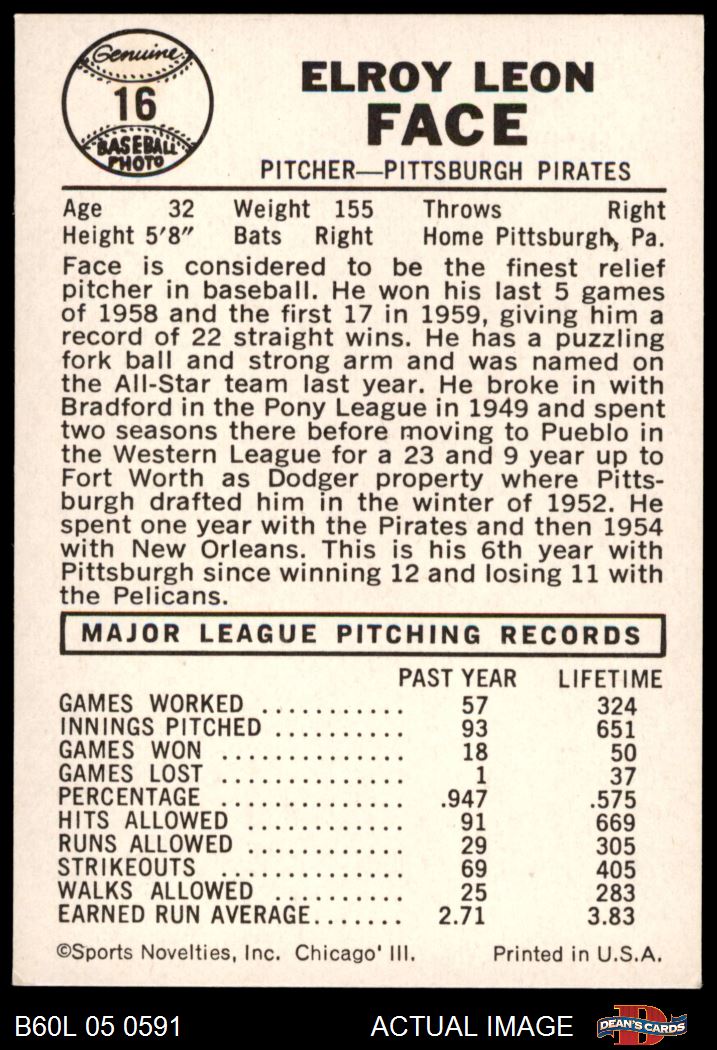 Genuine
16
BASEBALL
PHOTO
ELROY LEON
FACE
PITCHER—PITTSBURGH PIRATES
Age 32 Weight 155 Throws Right
Height 5'8" Bats Right Home Pittsburgh, Pa.
Face is considered to be the finest relief
pitcher in baseball. He won his last 5 games
of 1958 and the first 17 in 1959, giving him a
record of 22 straight wins. He has a puzzling
fork ball and strong arm and was named on
the All-Star team last year. He broke in with
Bradford in the Pony League in 1949 and spent
two seasons there before moving to Pueblo in
the Western League for a 23 and 9 year up to
Fort Worth as Dodger property where Pitts-
burgh drafted him in the winter of 1952. He
spent one year with the Pirates and then 1954
with New Orleans. This is his 6th year with
Pittsburgh since winning 12 and losing 11 with
the Pelicans.
MAJOR LEAGUE PITCHING RECORDS
PAST YEAR LIFETIME
GAMES WORKED ........... 57 324
INNINGS PITCHED .......... 93 651
GAMES WON .............. 18 50
GAMES LOST .............. 1 37
PERCENTAGE .............. .947 .575
HITS ALLOWED ............ 91 669
RUNS ALLOWED ............ 29 305
STRIKEOUTS .............. 69 405
WALKS ALLOWED .......... 25 283
EARNED RUN AVERAGE....... 2.71 3.83
©Sports Novelties, Inc. Chicago' Ill. Printed in U.S.A.
B60L 05 0591 ACTUAL IMAGE D DEAN'S CARDS